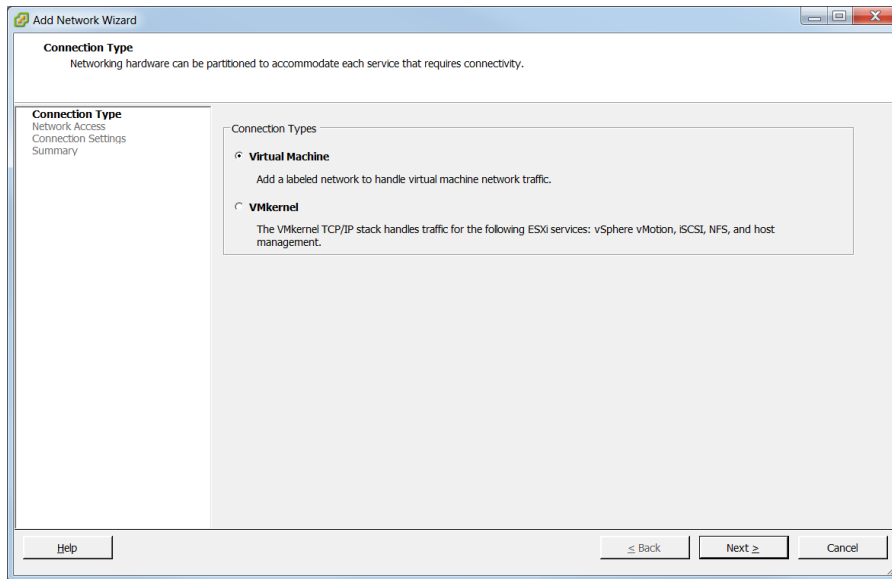 Add Network Wizard
Connection Type
Networking hardware can be partitioned to accommodate each service that requires connectivity.
Connection Type
Network Access
Connection Settings
Summary
Connection Types
Virtual Machine
Add a labeled network to handle virtual machine network traffic.
VMkernel
The VMkernel TCP/IP stack handles traffic for the following ESXi services: vSphere vMotion, iSCSI, NFS, and host
management.
Help
< Back
Next >
Cancel